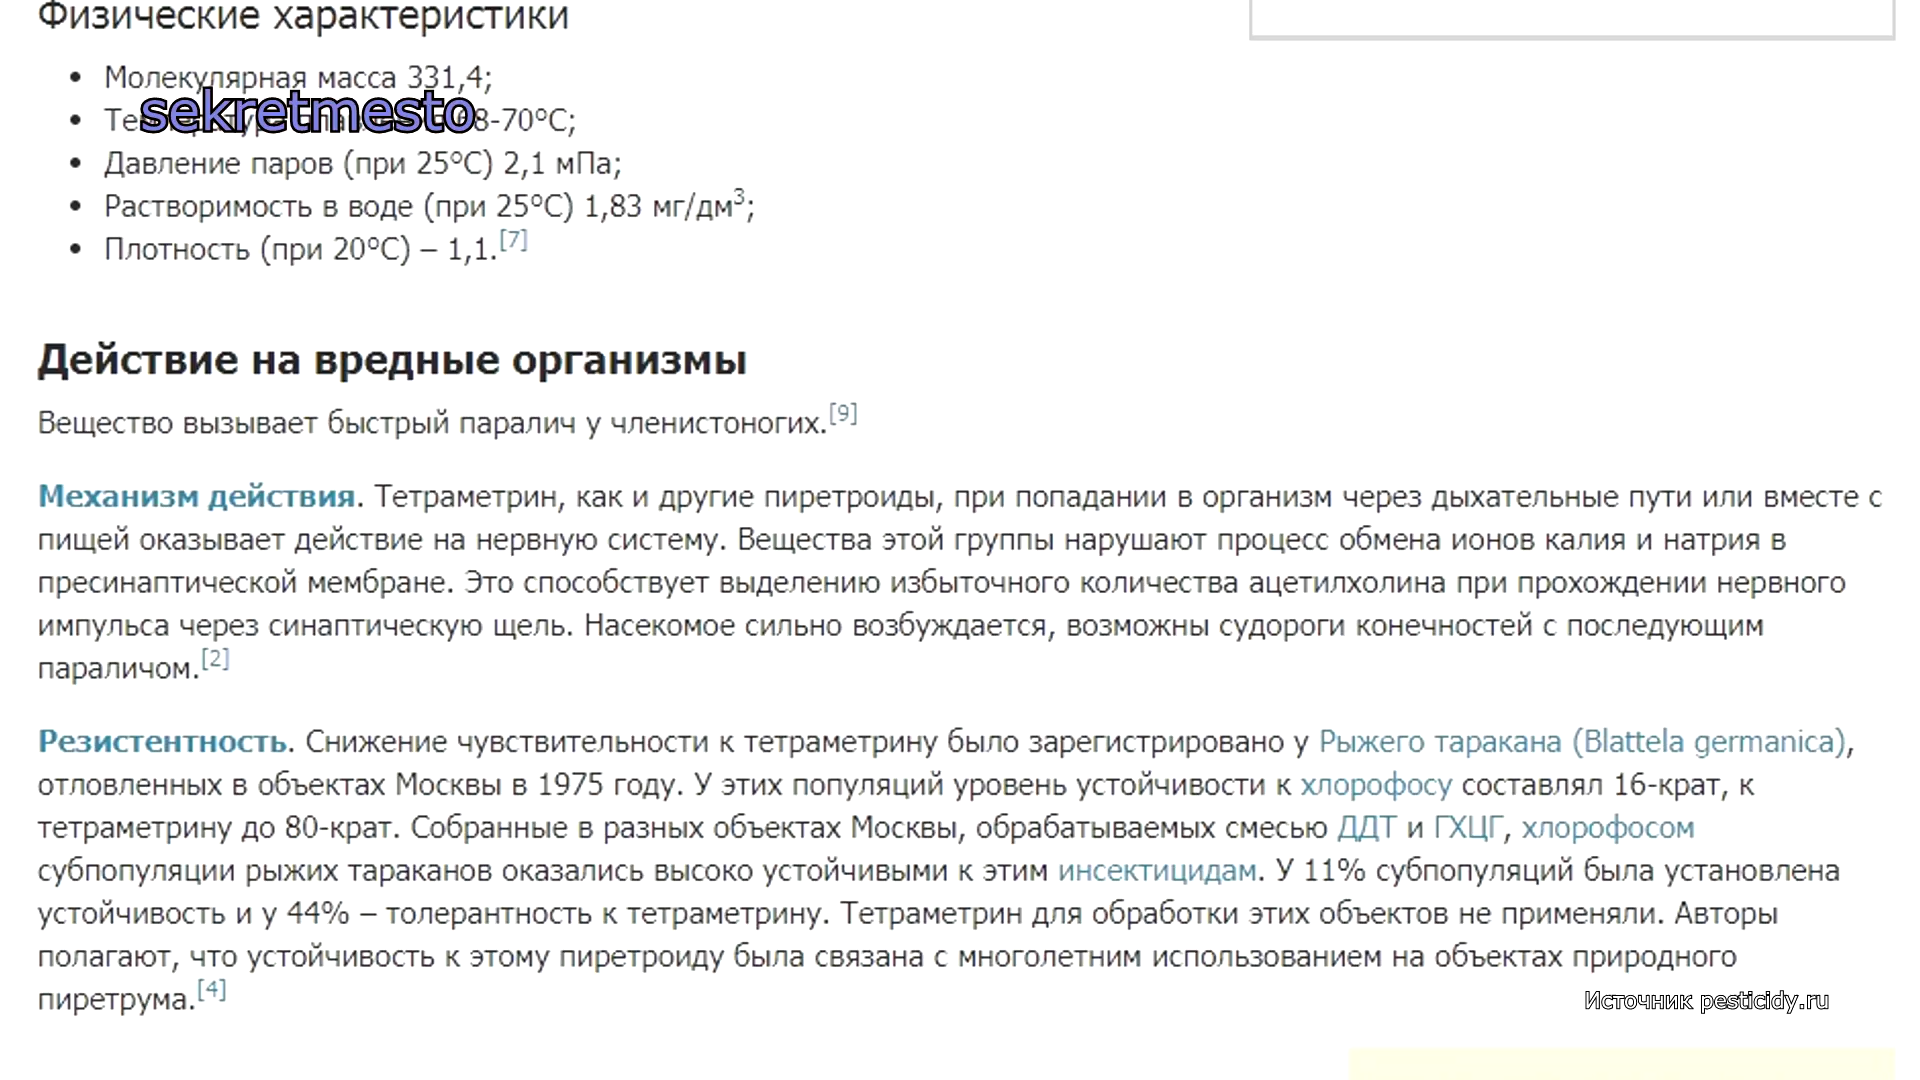 Физические характеристики
• Молекулярная масса 331,4;
sekretmesto
• 68-70°C;
• Давление паров (при 25°C) 2,1 мПа;
• Растворимость в воде (при 25°C) 1,83 мг/дм³;
• Плотность (при 20°C) – 1,1.[7]
Действие на вредные организмы
Вещество вызывает быстрый паралич у членистоногих.[9]
Механизм действия. Тетраметрин, как и другие пиретроиды, при попадании в организм через дыхательные пути или вместе с
пищей оказывает действие на нервную систему. Вещества этой группы нарушают процесс обмена ионов калия и натрия в
пресинаптической мембране. Это способствует выделению избыточного количества ацетилхолина при прохождении нервного
импульса через синаптическую щель. Насекомое сильно возбуждается, возможны судороги конечностей с последующим
параличом.[2]
Резистентность. Снижение чувствительности к тетраметрину было зарегистрировано у Рыжего таракана (Blattela germanica),
отловленных в объектах Москвы в 1975 году. У этих популяций уровень устойчивости к хлорофосу составлял 16-крат, к
тетраметрину до 80-крат. Собранные в разных объектах Москвы, обрабатываемых смесью ДДТ и ГХЦГ, хлорофосом
субпопуляции рыжих тараканов оказались высоко устойчивыми к этим инсектицидам. У 11% субпопуляций была установлена
устойчивость и у 44% – толерантность к тетраметрину. Тетраметрин для обработки этих объектов не применяли. Авторы
полагают, что устойчивость к этому пиретроиду была связана с многолетним использованием на объектах природного
пиретрума.[4]
Источник pesticidy.ru